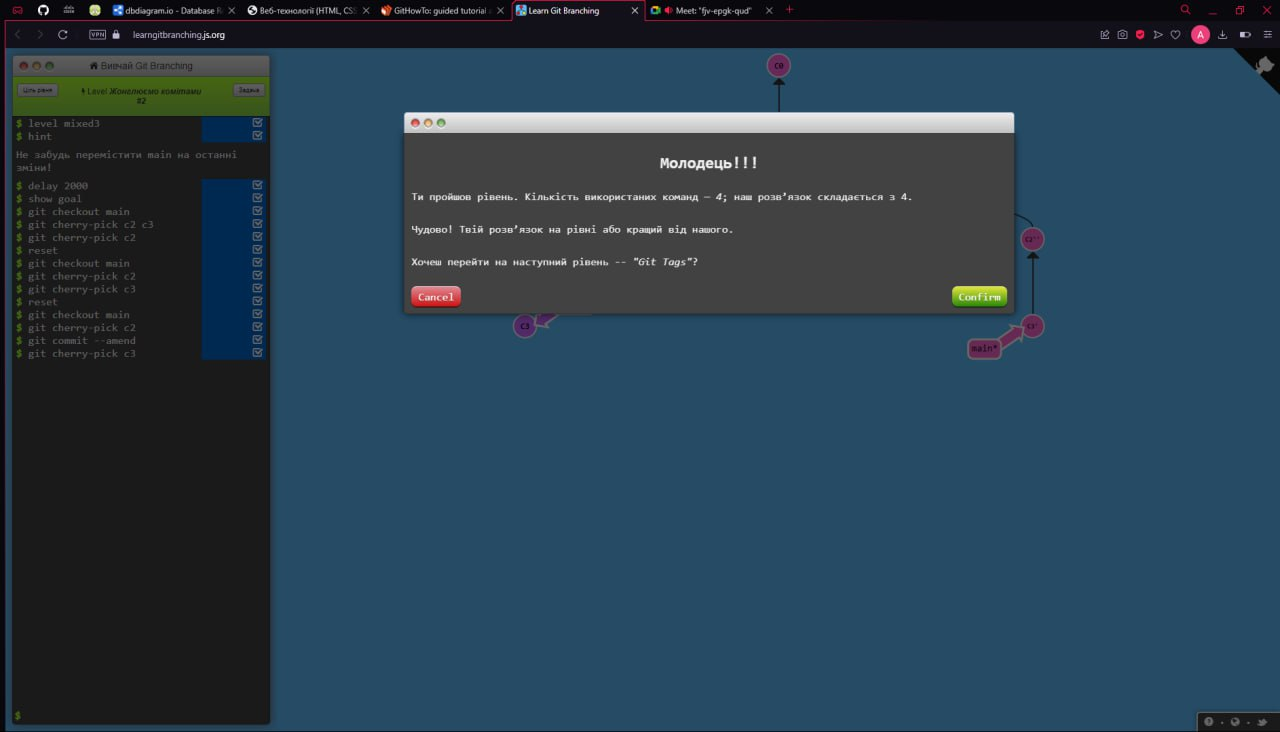 dbdiagram.io - Database R
Веб-технології (HTML, CSS
GitHowTo: guided tutorial
Learn Git Branching
Meet: "fjv-epgk-qud"
VPN
learngitbranching.js.org
A
Вивчай Git Branching
Ціль рівня
Level Жонглюємо комітами #2
Задача
$ level mixed3
$ hint
Не забудь перемістити main на останні
зміни!
$ delay 2000
$ show goal
$ git checkout main
$ git cherry-pick c2 c3
$ git cherry-pick c2
$ reset
$ git checkout main
$ git cherry-pick c2
$ git cherry-pick c3
$ reset
$ git checkout main
$ git cherry-pick c2
$ git commit --amend
$ git cherry-pick c3
$
C0
Молодець!!!
Ти пройшов рівень. Кількість використаних команд — 4; наш розв’язок складається з 4.
Чудово! Твій розв’язок на рівні або кращий від нашого.
Хочеш перейти на наступний рівень -- "Git Tags"?
Cancel
Confirm
C2''
C3
C3'
main*